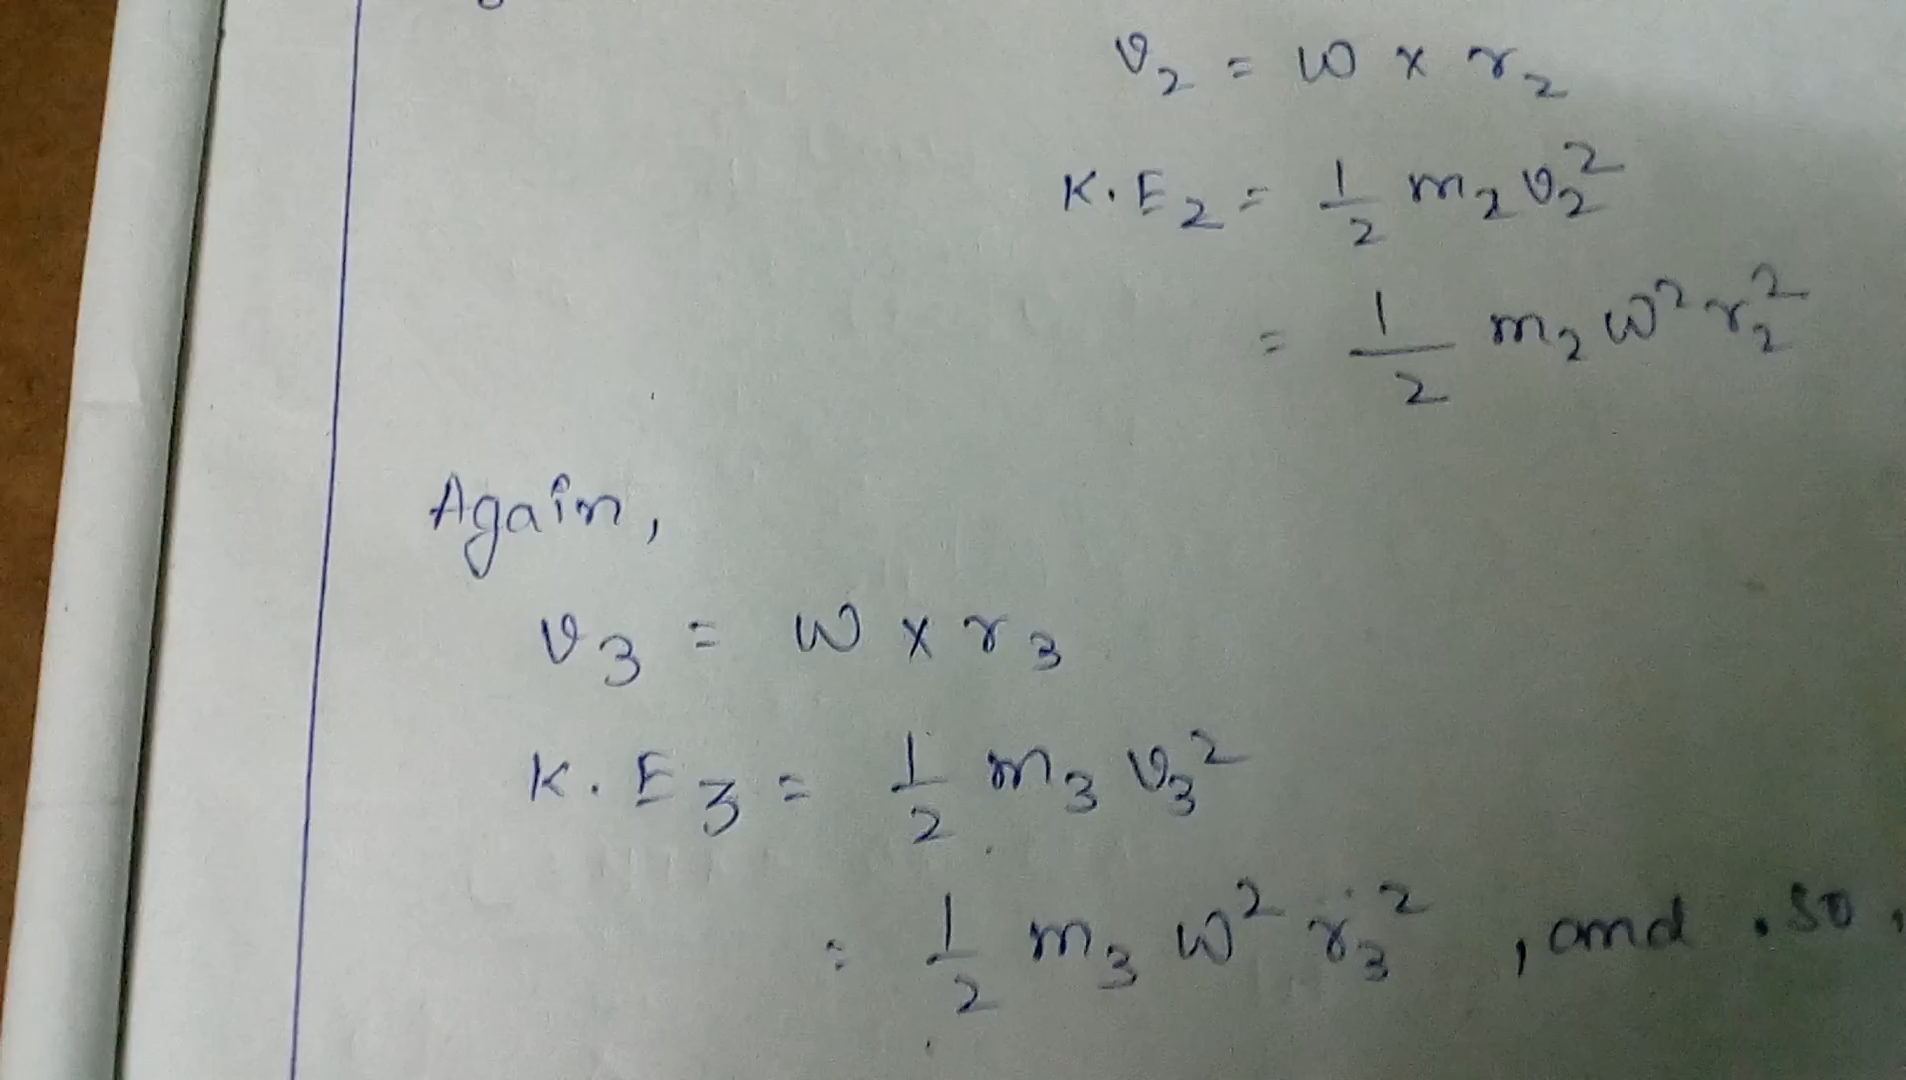 v₂ = ω × r₂
K.E₂ = 1/2 m₂ v₂²
= 1/2 m₂ ω² r₂²
Again,
v₃ = ω × r₃
K.E₃ = 1/2 m₃ v₃²
= 1/2 m₃ ω² r₃² , and so,